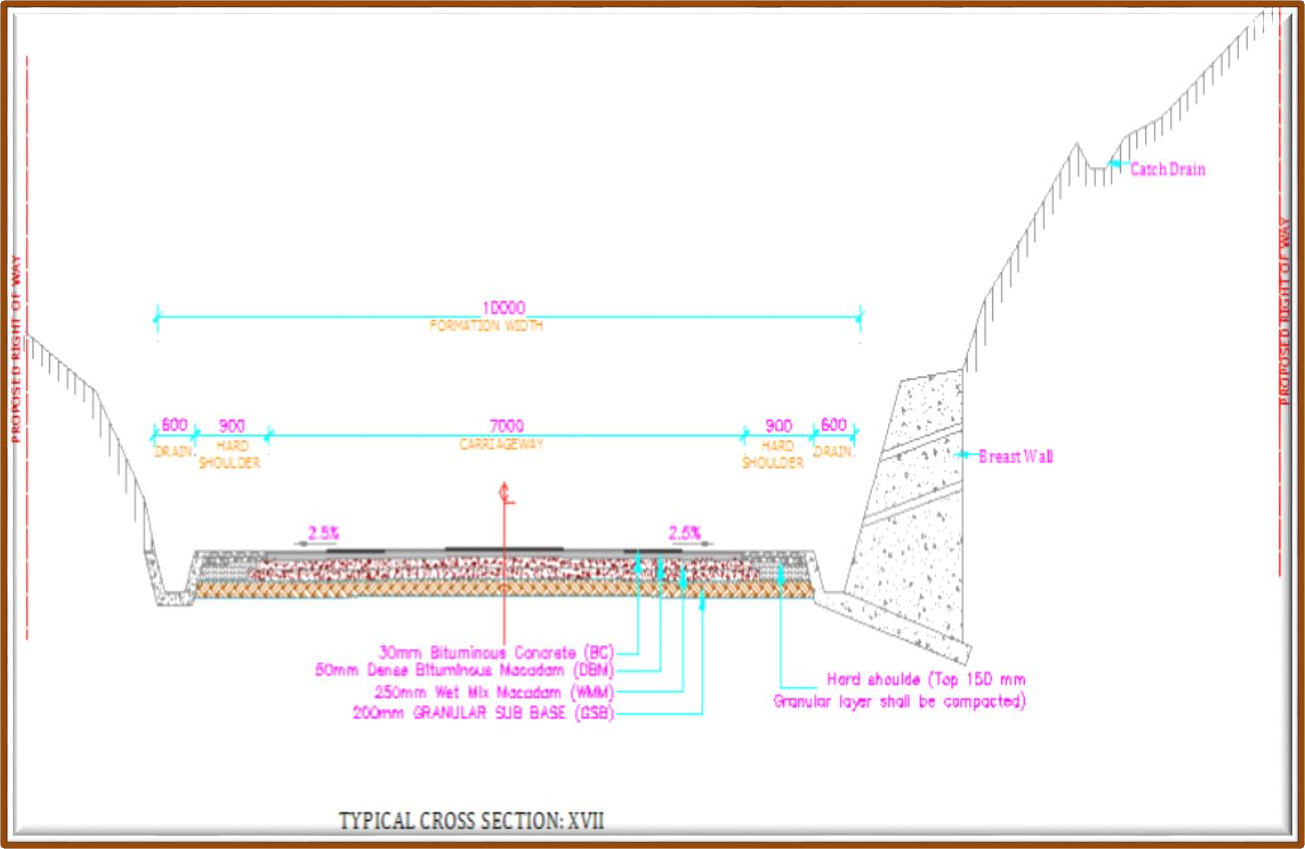 PROPOSED RIGHT OF WAY
Catch Drain
PROPOSED RIGHT OF WAY
10000
FORMATION WIDTH
600 900 7000 900 600
DRAIN HARD SHOULDER CARRIAGEWAY HARD SHOULDER DRAIN
Breast Wall
℄
2.5% 2.5%
30mm Bituminous Concrete (BC)
50mm Dense Bituminous Macadam (DBM)
250mm Wet Mix Macadam (WMM)
200mm GRANULAR SUB BASE (GSB)
Hard shoulde (Top 150 mm
Granular layer shall be compacted)
TYPICAL CROSS SECTION: XVII